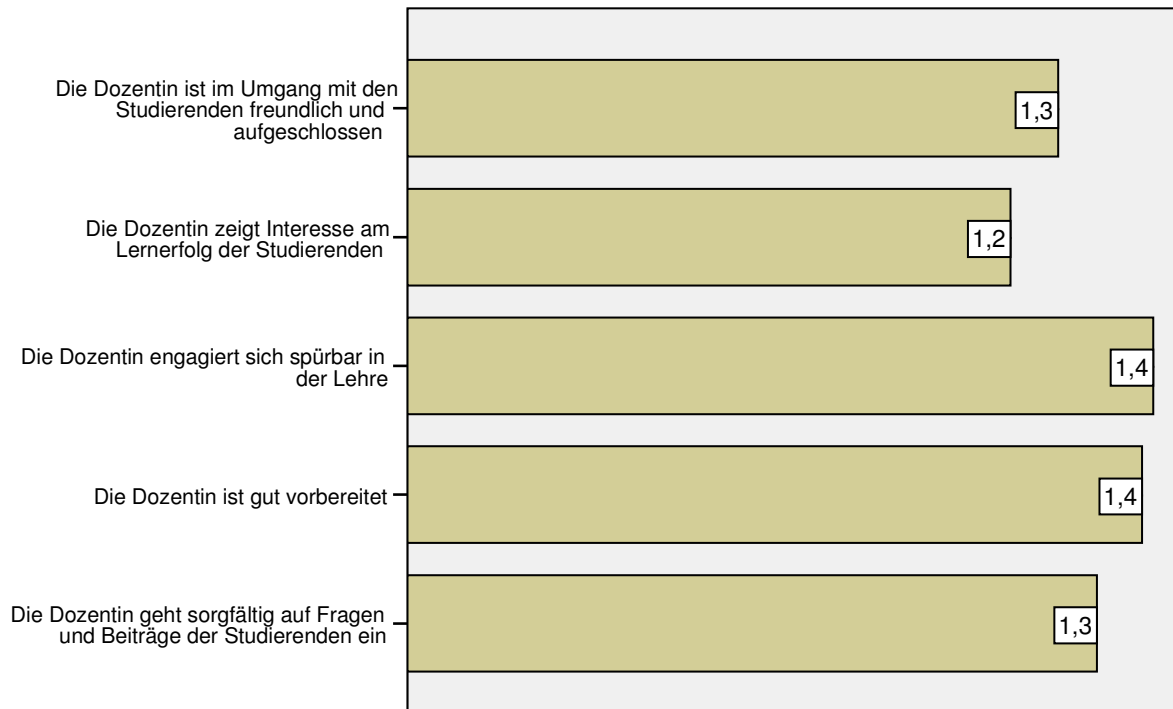 Die Dozentin ist im Umgang mit den
Studierenden freundlich und
aufgeschlossen
1,3
Die Dozentin zeigt Interesse am
Lernerfolg der Studierenden
1,2
Die Dozentin engagiert sich spürbar in
der Lehre
1,4
Die Dozentin ist gut vorbereitet
1,4
Die Dozentin geht sorgfältig auf Fragen
und Beiträge der Studierenden ein
1,3